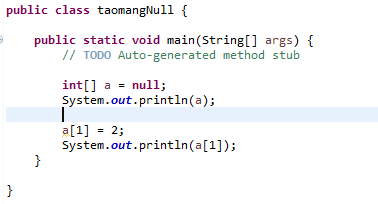 public class taomangNull {
public static void main(String[] args) {
// TODO Auto-generated method stub
int[] a = null;
System.out.println(a);
a[1] = 2;
System.out.println(a[1]);
}
}